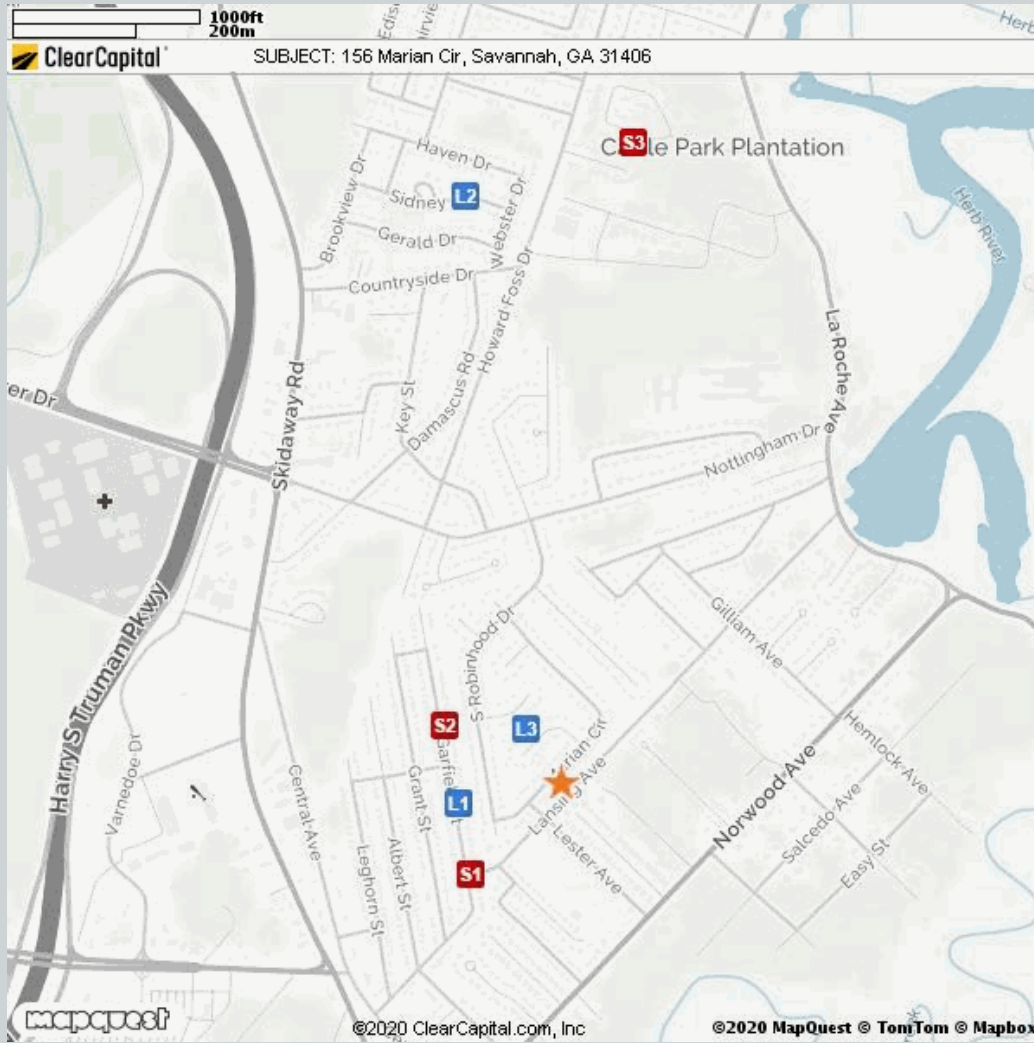 1000ft
200m
ClearCapital
SUBJECT: 156 Marian Cir, Savannah, GA 31406
Haven Dr
S3
Park Plantation
L2
Sidney
Brookview Dr
Webster Dr
Gerald Dr
Countryside Dr
Howard Foss Dr
Herb River
La Roche Ave
Skidaway Rd
Key St
Damascus Rd
Nottingham Dr
Harry S Truman Pkwy
Gilliam Ave
S Robinhood Dr
S2
L3
Hemlock Ave
Lansing Ave
Norwood Ave
Varnedoe Dr
Central Ave
Grant St
L1
Lester Ave
Salcedo Ave
Easy St
Leghorn St
Albert St
S1
mapquest
©2020 ClearCapital.com, Inc
©2020 MapQuest © TomTom © Mapbox